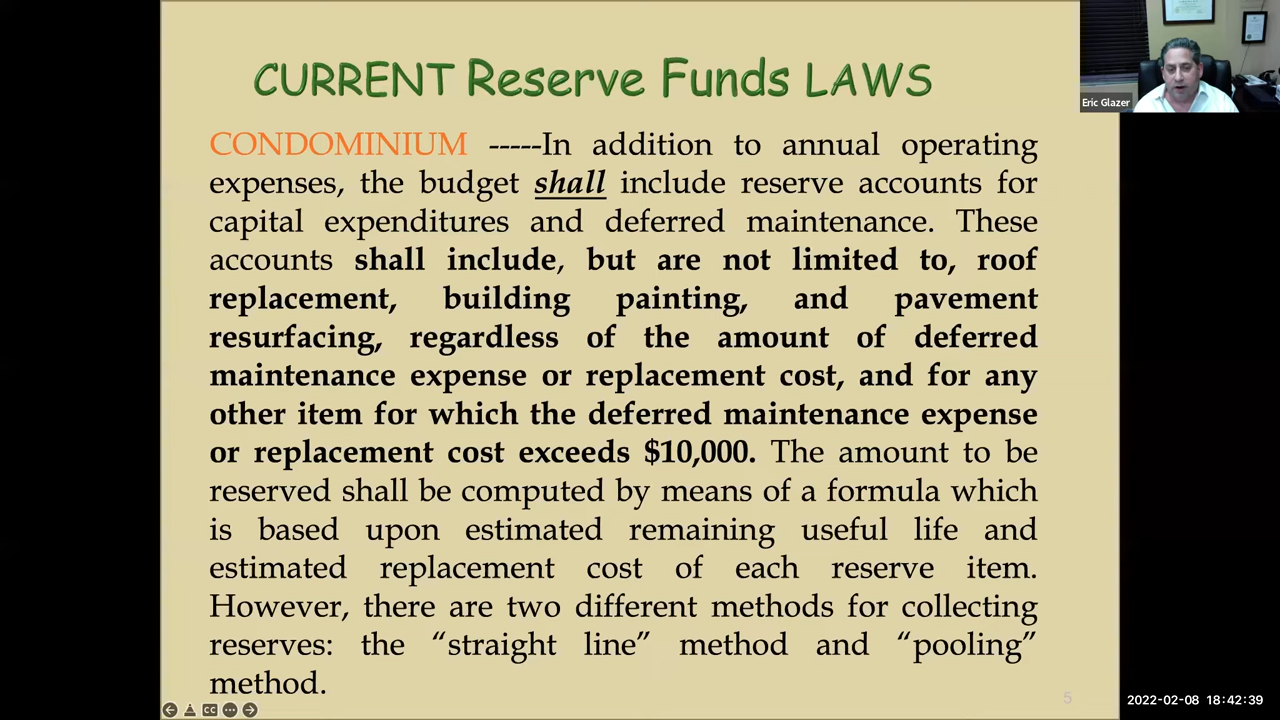 CURRENT Reserve Funds LAWS
CONDOMINIUM -----In addition to annual operating
expenses, the budget shall include reserve accounts for
capital expenditures and deferred maintenance. These
accounts shall include, but are not limited to, roof
replacement, building painting, and pavement
resurfacing, regardless of the amount of deferred
maintenance expense or replacement cost, and for any
other item for which the deferred maintenance expense
or replacement cost exceeds $10,000. The amount to be
reserved shall be computed by means of a formula which
is based upon estimated remaining useful life and
estimated replacement cost of each reserve item.
However, there are two different methods for collecting
reserves: the “straight line” method and “pooling”
method.
5
CC
Eric Glazer
2022-02-08 18:42:39